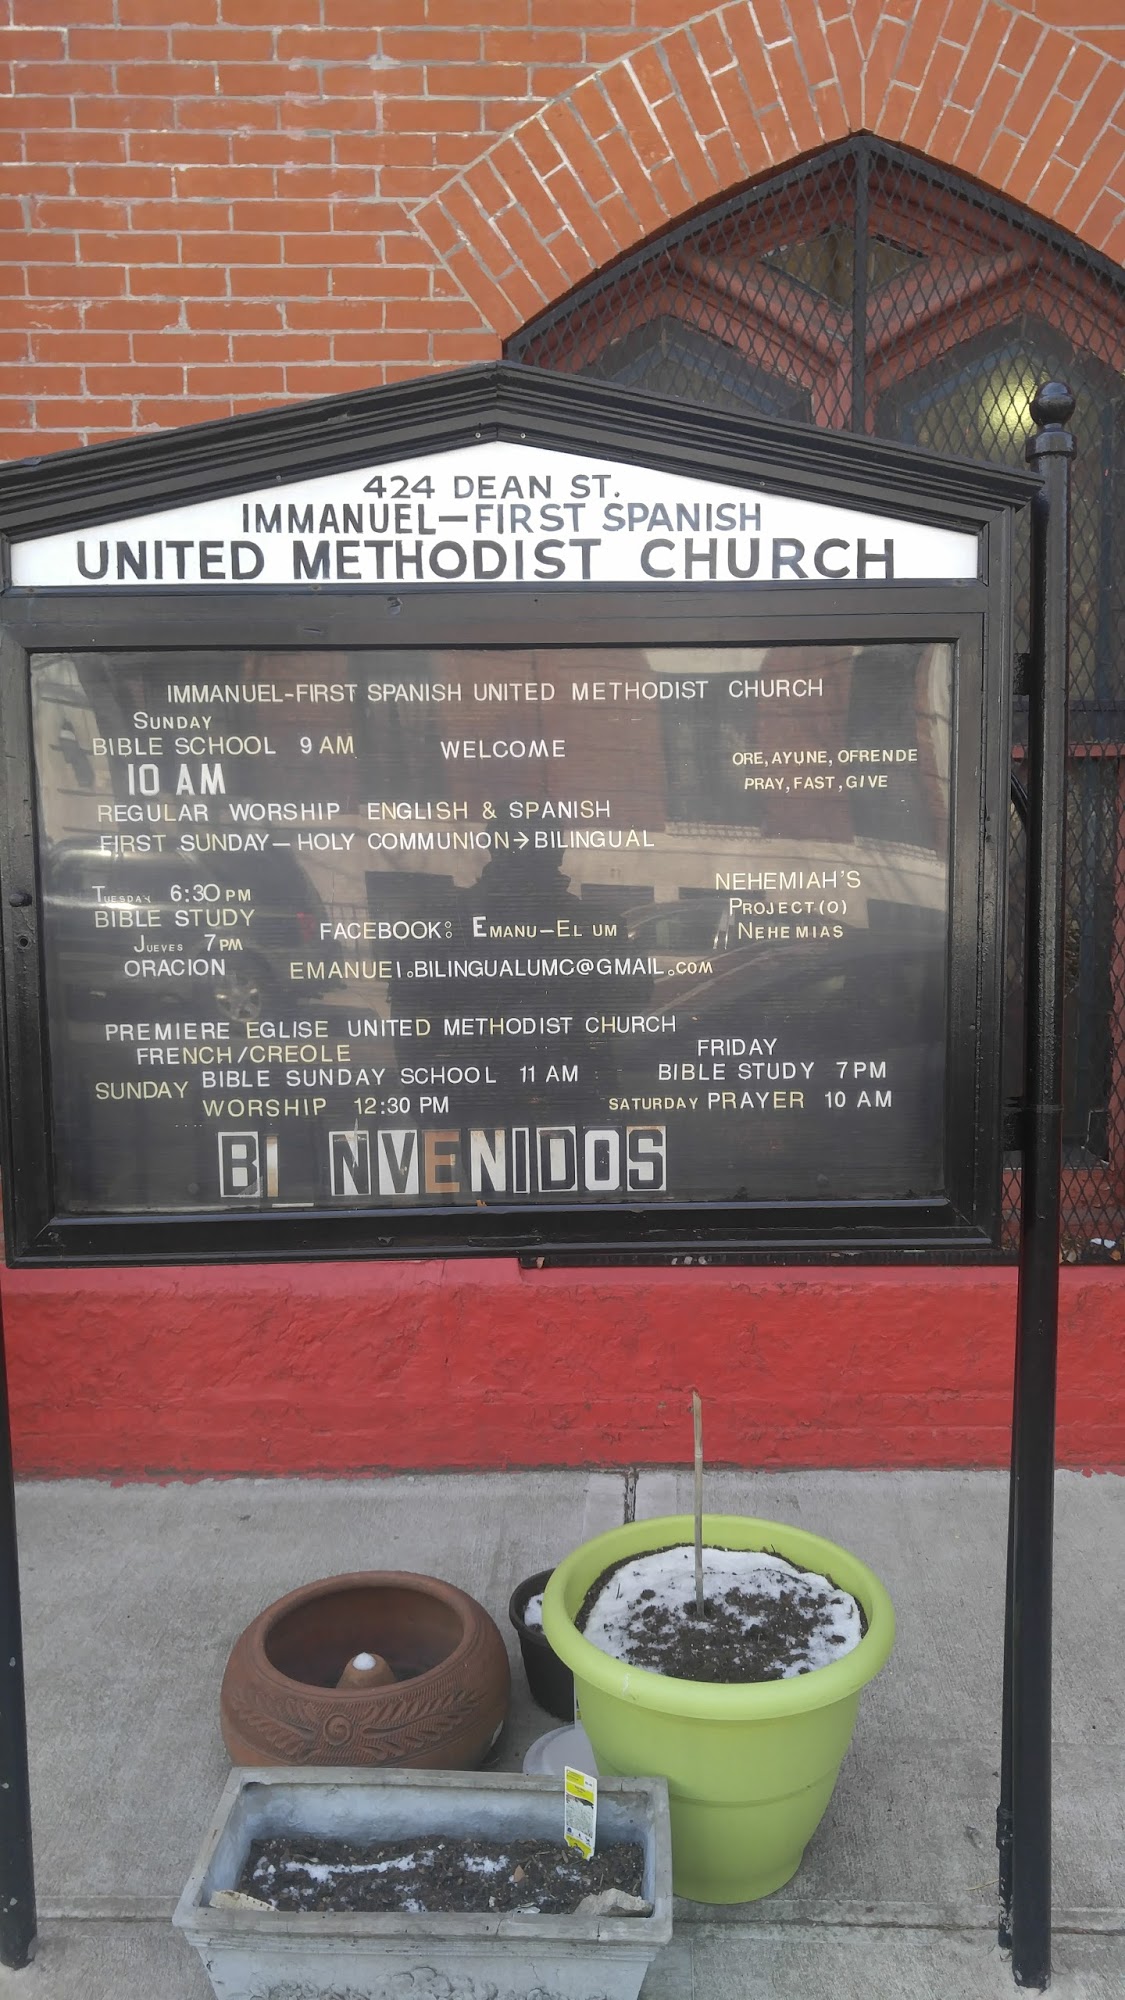 424 DEAN ST.
IMMANUEL–FIRST SPANISH
UNITED METHODIST CHURCH
IMMANUEL-FIRST SPANISH UNITED METHODIST CHURCH
SUNDAY
BIBLE SCHOOL 9 AM
WELCOME
ORE, AYUNE, OFRENDE
10 AM
PRAY, FAST, GIVE
REGULAR WORSHIP ENGLISH & SPANISH
FIRST SUNDAY—HOLY COMMUNION→BILINGUAL
TUESDAY 6:30 PM
BIBLE STUDY
JUEVES 7PM
ORACION
FACEBOOK: EMANU-EL UM
EMANUEl.BILINGUALUMC@GMAIL.COM
NEHEMIAH'S
PROJECT(O)
NEHEMIAS
PREMIERE EGLISE UNITED METHODIST CHURCH
FRENCH/CREOLE
SUNDAY BIBLE SUNDAY SCHOOL 11 AM
WORSHIP 12:30 PM
FRIDAY
BIBLE STUDY 7PM
SATURDAY PRAYER 10 AM
BI NVENIDOS